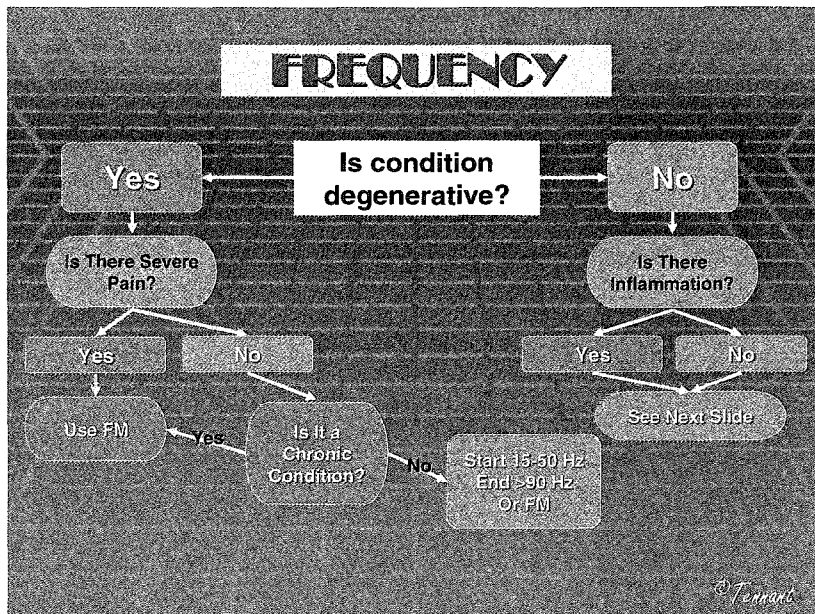 FREQUENCY
Is condition
degenerative?
Yes
No
Is There Severe
Pain?
Is There
Inflammation?
Yes
No
Yes
No
Use FM
Yes
Is It a
Chronic
Condition?
No
Start 15-50 Hz
End >90 Hz
Or FM
See Next Slide
©Tennant